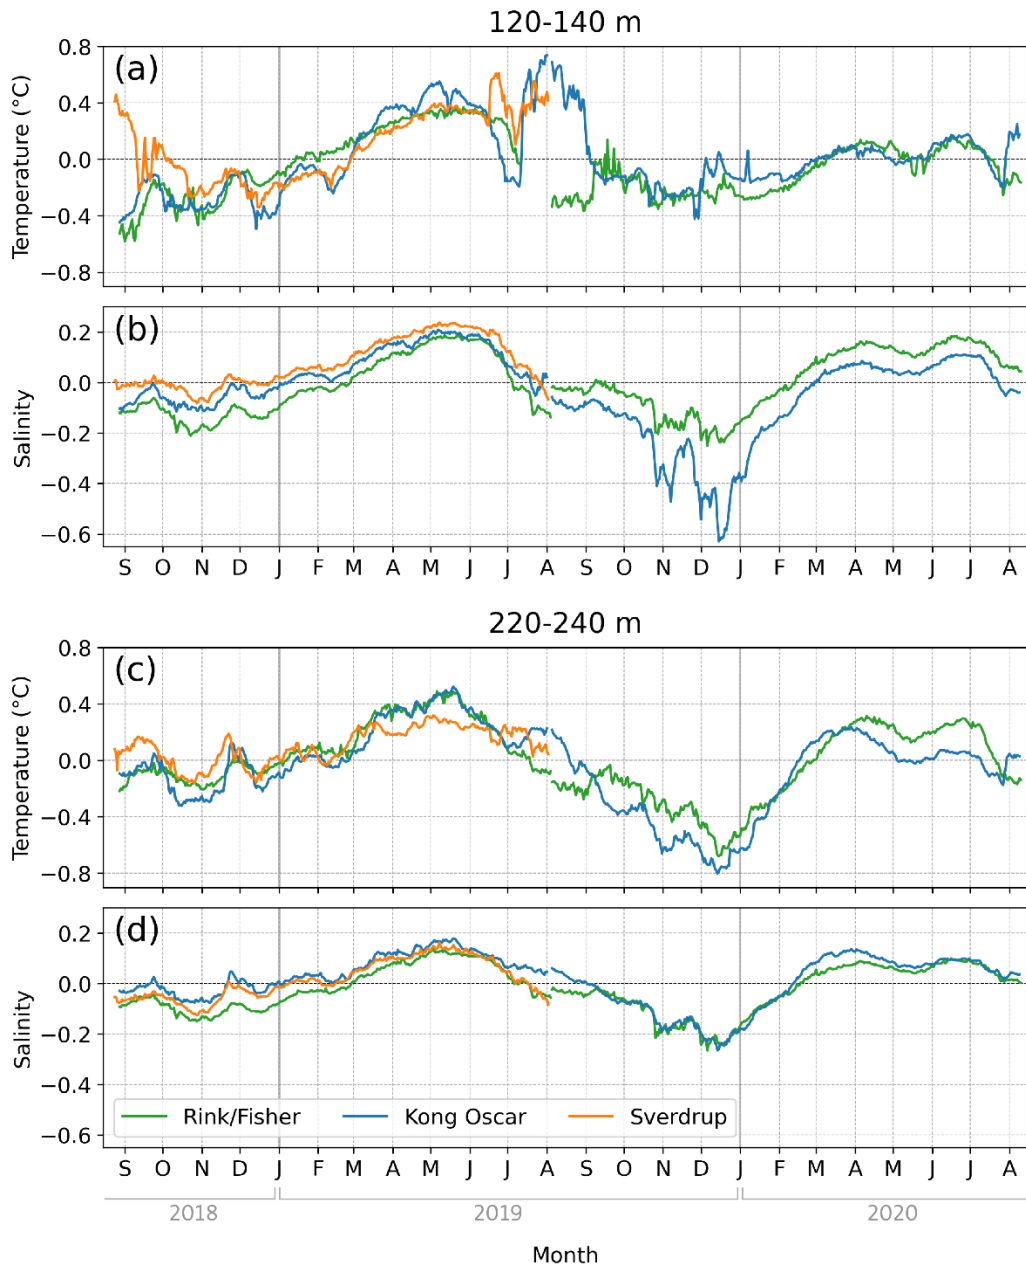 120-140 m
(a)
Temperature (°C)
0.8
0.4
0.0
−0.4
−0.8
(b)
Salinity
0.2
0.0
−0.2
−0.4
−0.6
S O N D J F M A M J J A S O N D J F M A M J J A
220-240 m
(c)
Temperature (°C)
0.8
0.4
0.0
−0.4
−0.8
(d)
Salinity
0.2
0.0
−0.2
−0.4
−0.6
Rink/Fisher Kong Oscar Sverdrup
S O N D J F M A M J J A S O N D J F M A M J J A
2018 2019 2020
Month